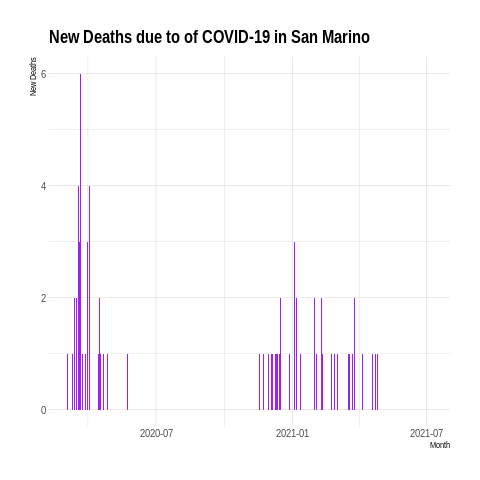 New Deaths due to of COVID-19 in San Marino
New Deaths
6
4
2
0
2020-07
2021-01
2021-07
Month